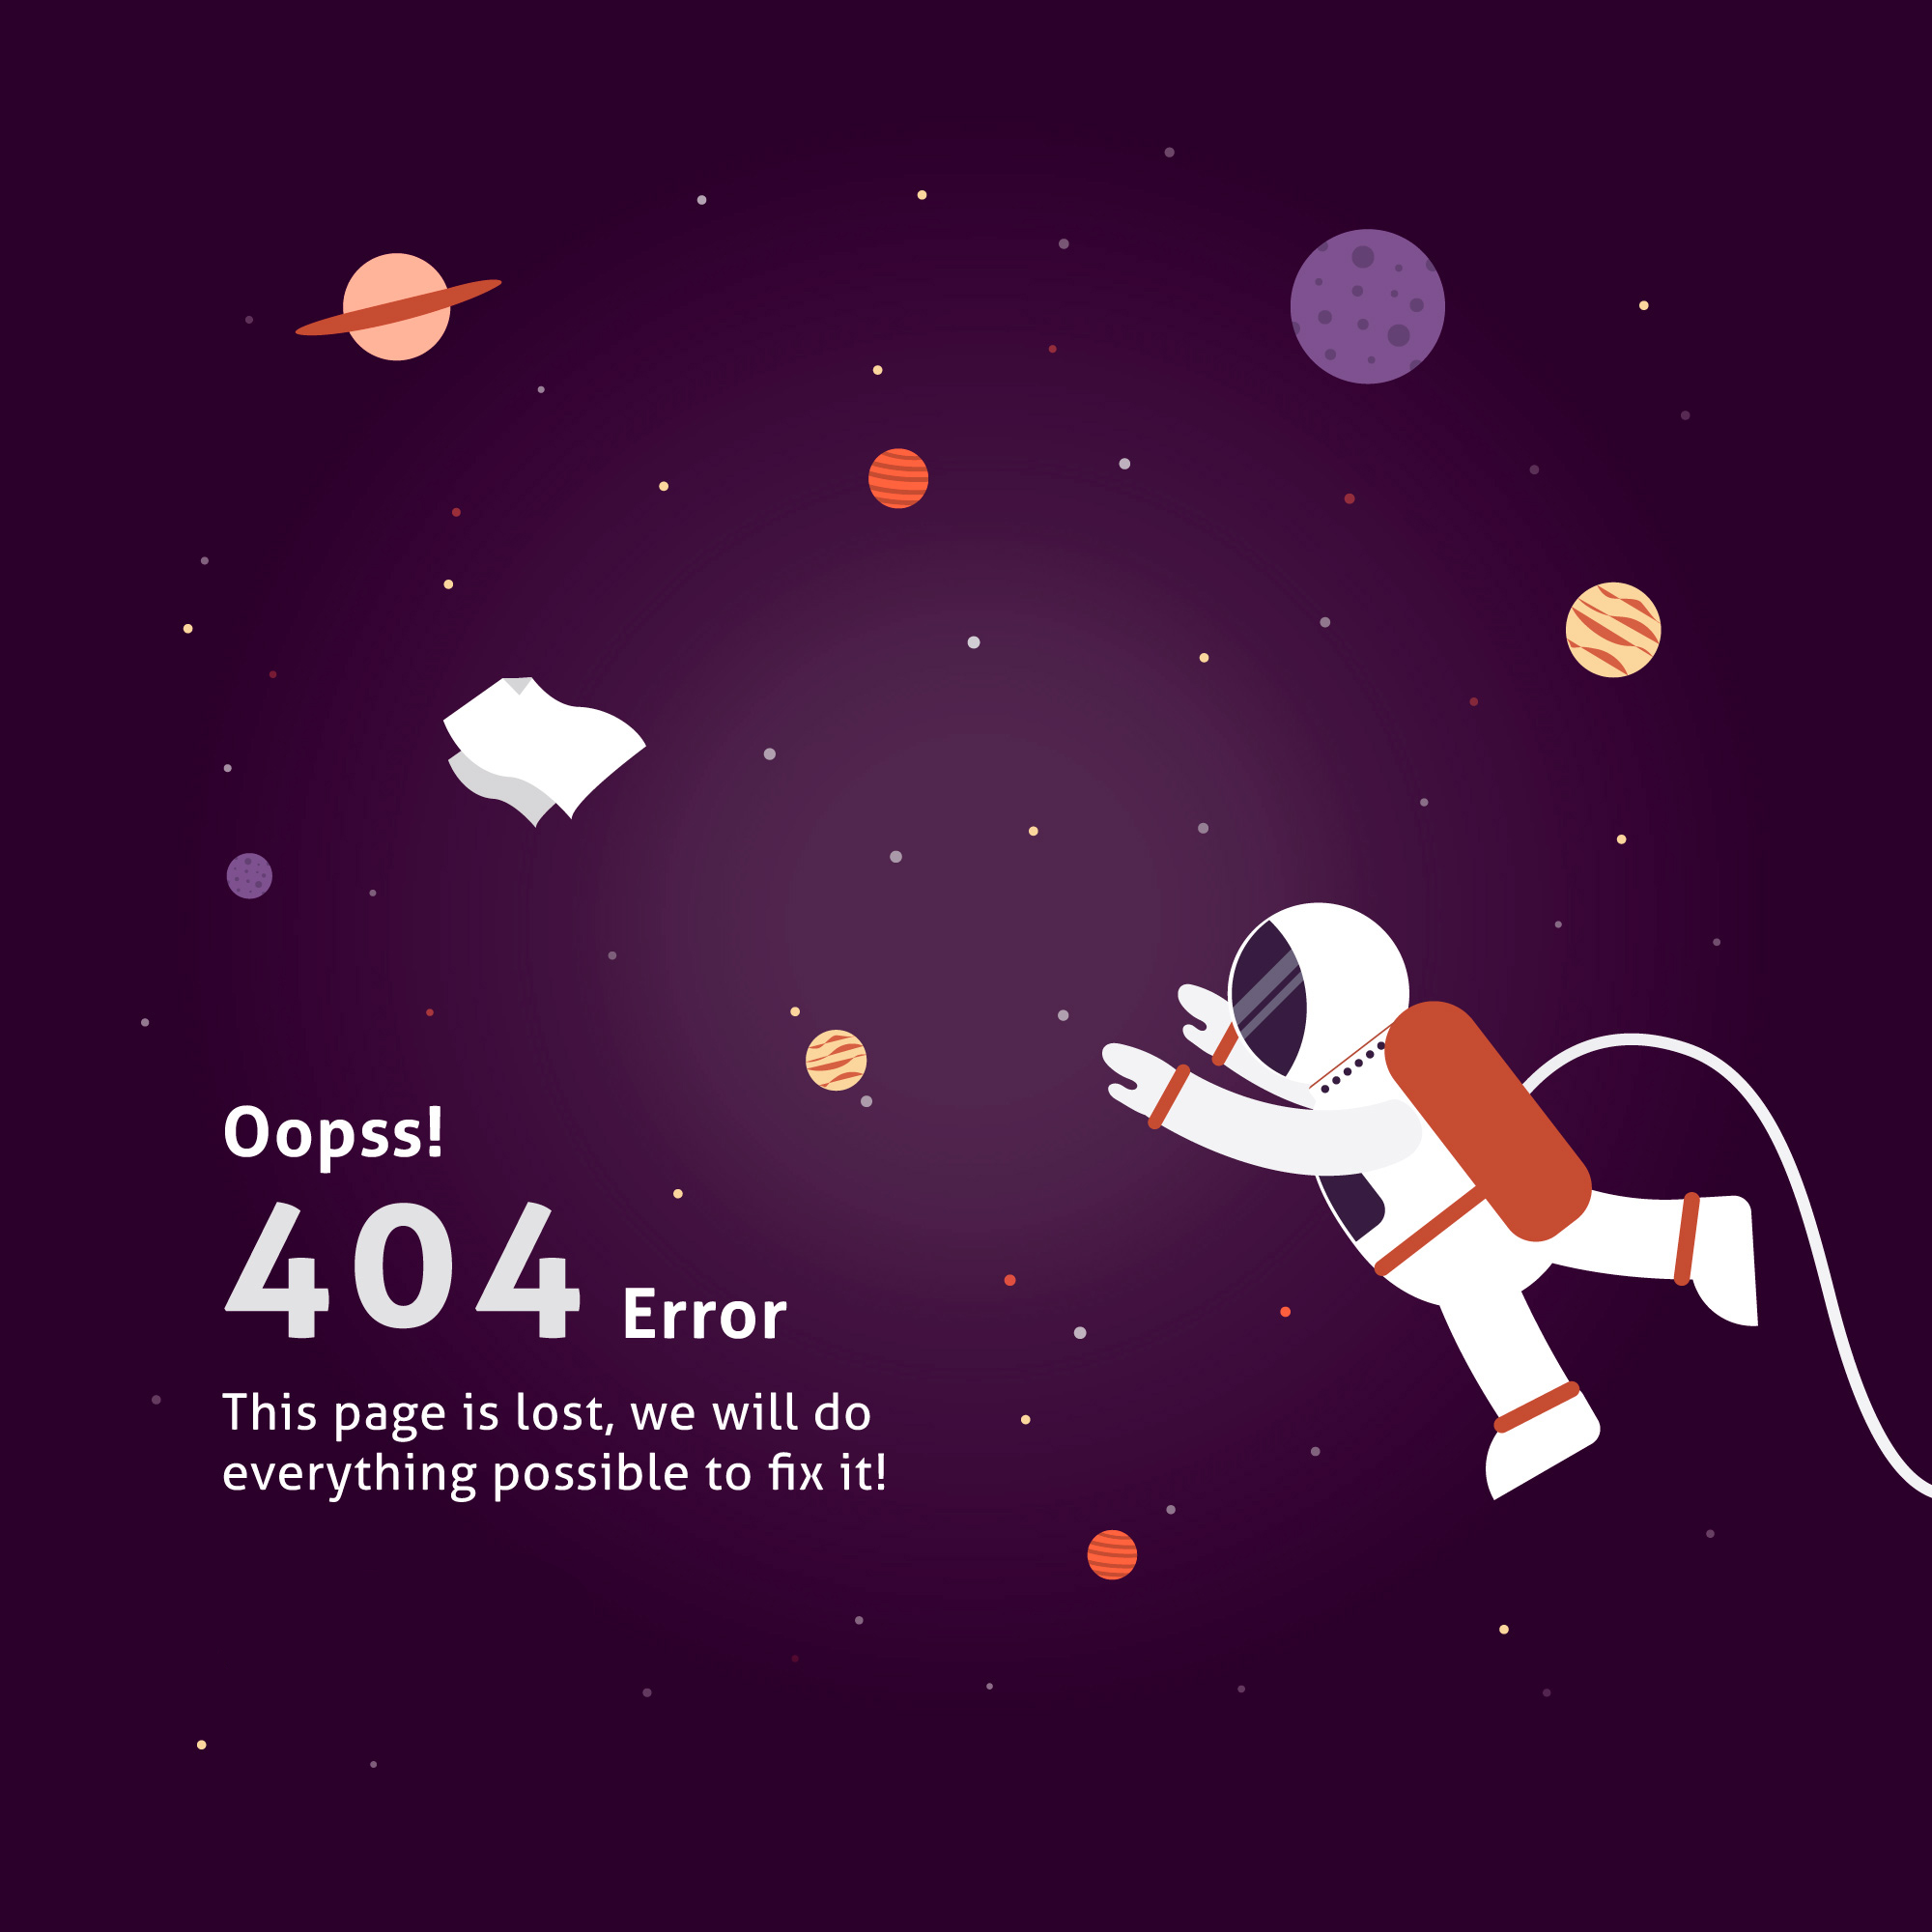 Oopss!
404 Error
This page is lost, we will do
everything possible to fix it!